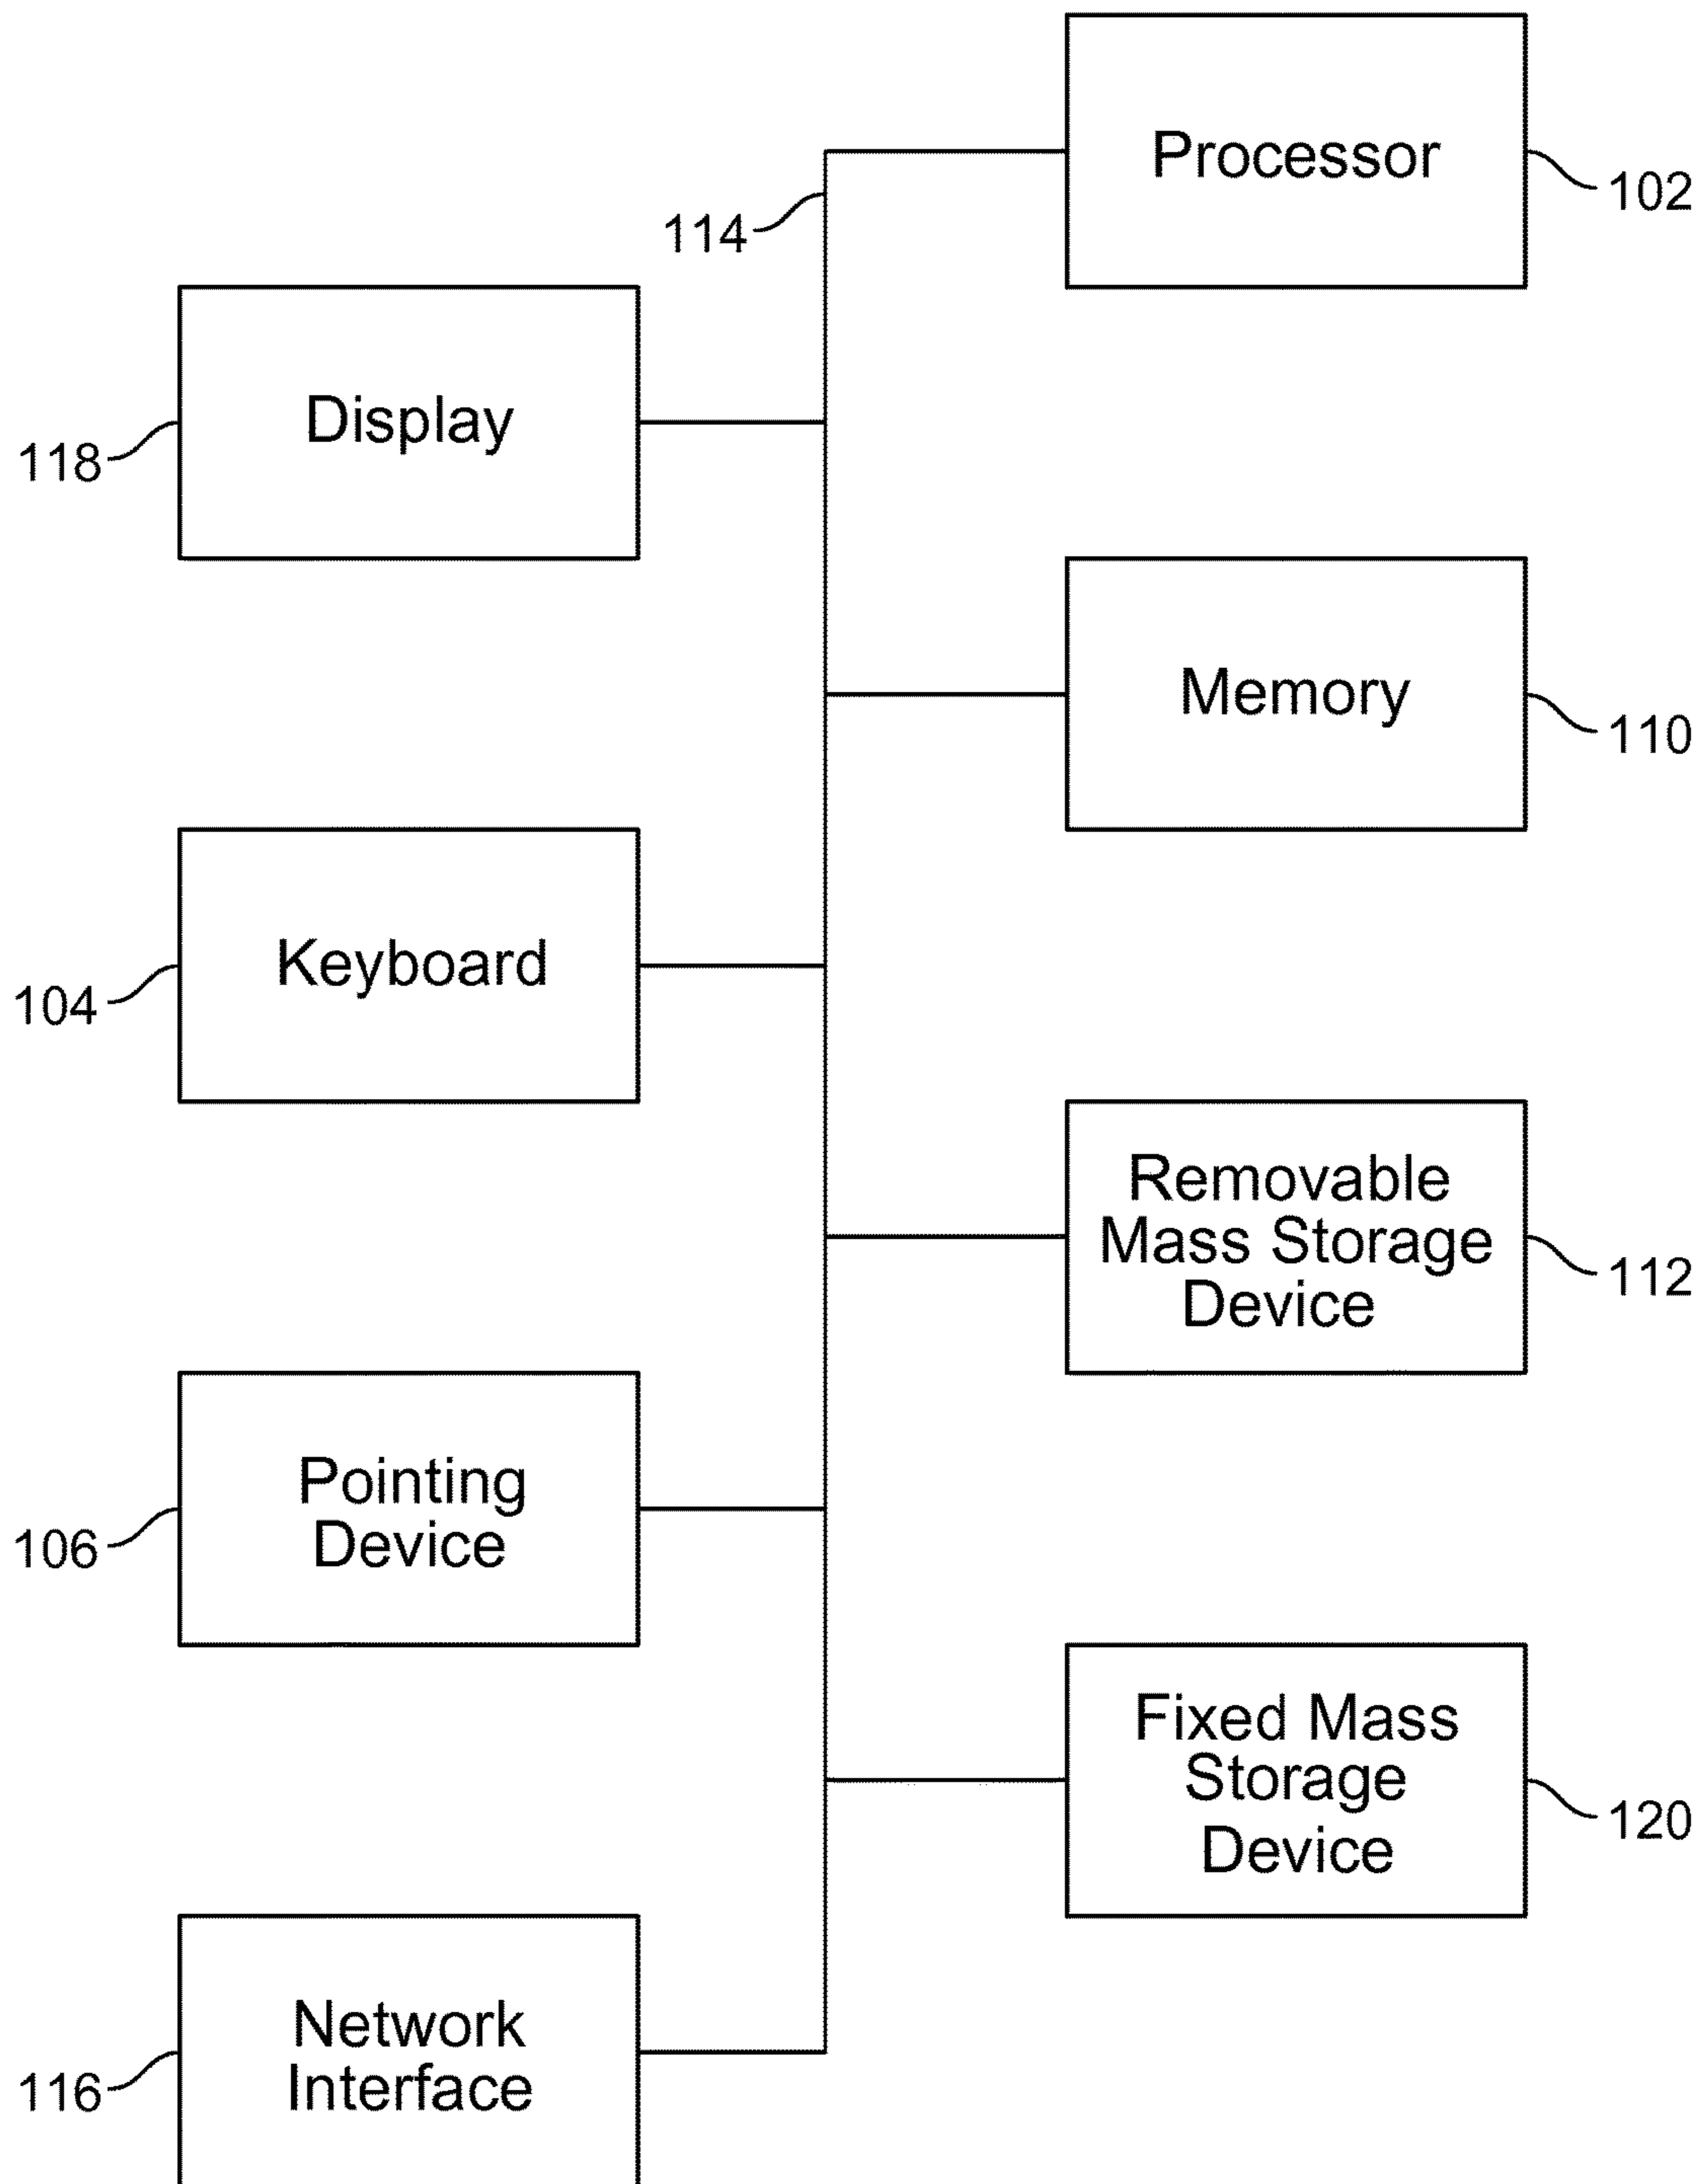 Processor
102
114
Display
118
Memory
110
Keyboard
104
Removable
Mass Storage
Device
112
Pointing
Device
106
Fixed Mass
Storage
Device
120
Network
Interface
116